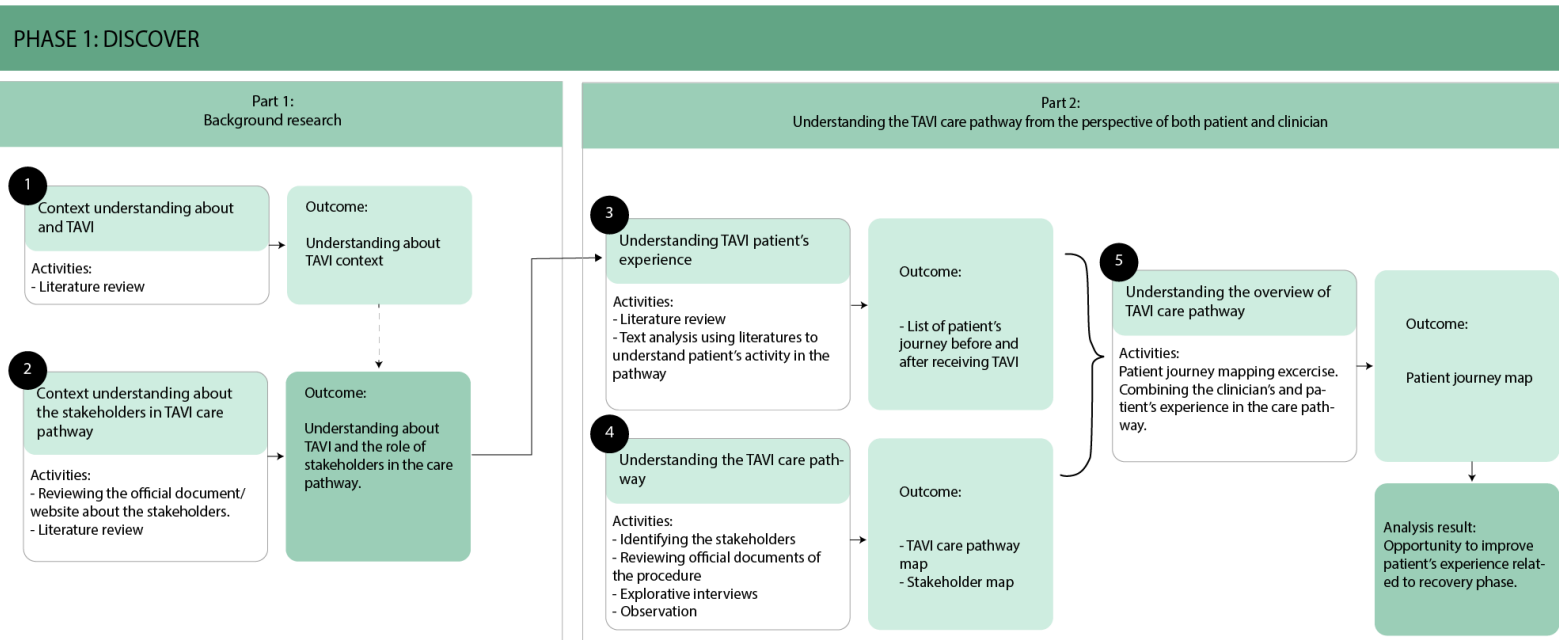 PHASE 1: DISCOVER
Part 1:
Background research
1
Context understanding about
and TAVI
Activities:
- Literature review
Outcome:
Understanding about
TAVI context
2
Context understanding about
the stakeholders in TAVI care
pathway
Activities:
- Reviewing the official document/
website about the stakeholders.
- Literature review
Outcome:
Understanding about
TAVI and the role of
stakeholders in the care
pathway.
Part 2:
Understanding the TAVI care pathway from the perspective of both patient and clinician
3
Understanding TAVI patient's
experience
Activities:
- Literature review
- Text analysis using literatures to
understand patient's activity in the
pathway
Outcome:
- List of patient's
journey before and
after receiving TAVI
4
Understanding the TAVI care path-
way
Activities:
- Identifying the stakeholders
- Reviewing official documents of
the procedure
- Explorative interviews
- Observation
Outcome:
- TAVI care pathway
map
- Stakeholder map
5
Understanding the overview of
TAVI care pathway
Activities:
Patient journey mapping excercise.
Combining the clinician's and pa-
tient's experience in the care path-
way.
Outcome:
Patient journey map
Analysis result:
Opportunity to improve
patient's experience relat-
ed to recovery phase.